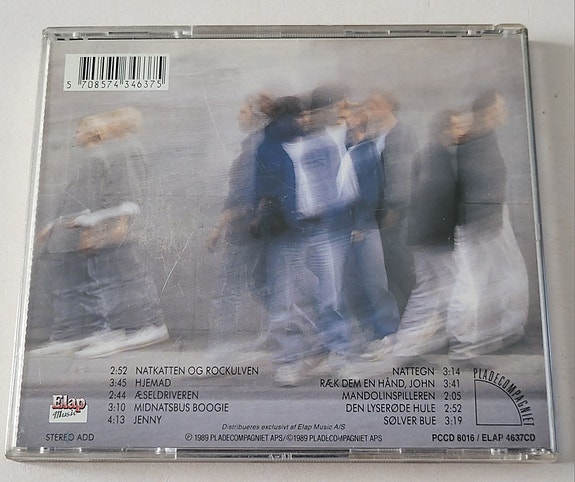 5 708574 346375
2:52 NATKATTEN OG ROCKULVEN
3:45 HJEMAD
2:44 ÆSELDRIVEREN
3:10 MIDNATSBUS BOOGIE
4:13 JENNY
NATTEGN 3:14
RÆK DEM EN HÅND, JOHN 3:41
MANDOLINSPILLEREN 2:05
DEN LYSERØDE HULE 2:52
SØLVER BUE 3:19
PLADECOMPAGNIET
Elap
Music
Distribueres exclusivt af Elap Music A/S
STEREO ADD
Ⓟ 1989 PLADECOMPAGNIET APS/© 1989 PLADECOMPAGNIET APS
PCCD 8016 / ELAP 4637CD